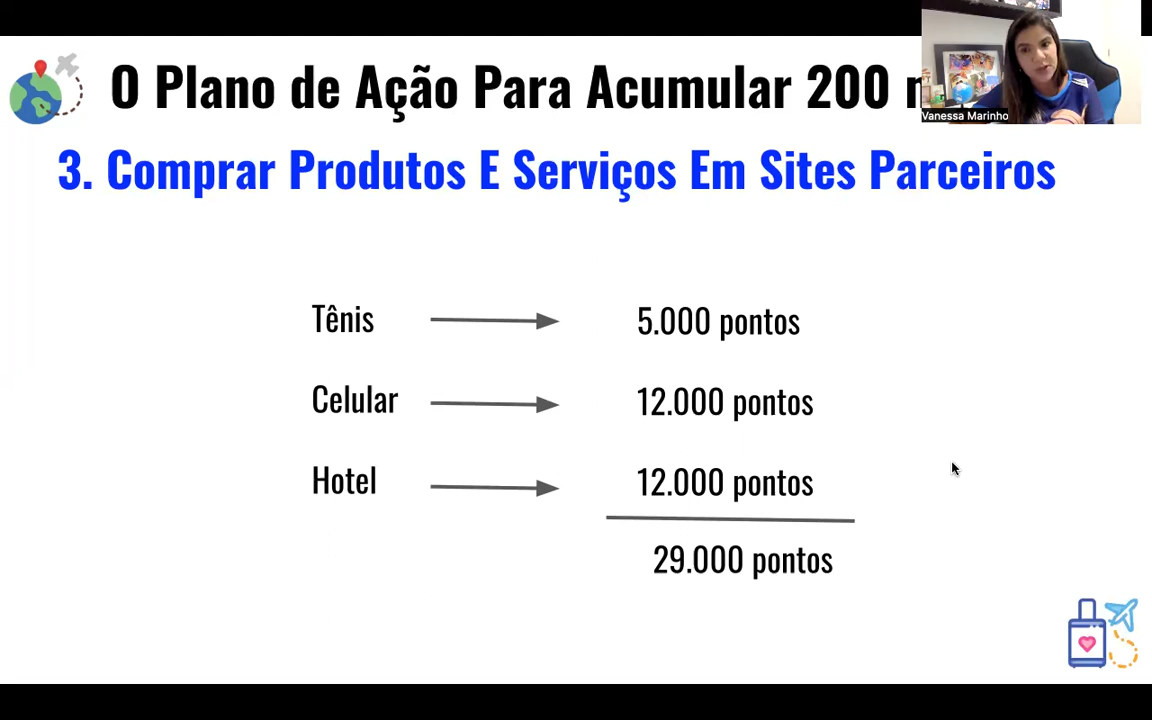 O Plano de Ação Para Acumular 200
Vanessa Marinho
3. Comprar Produtos E Serviços Em Sites Parceiros
Tênis 5.000 pontos
Celular 12.000 pontos
Hotel 12.000 pontos
29.000 pontos